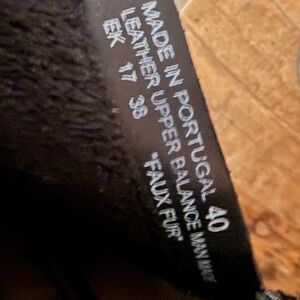 40
MADE IN PORTUGAL
LEATHER UPPER BALANCE MAN MADE
EK 17 38 "FAUX FUR"